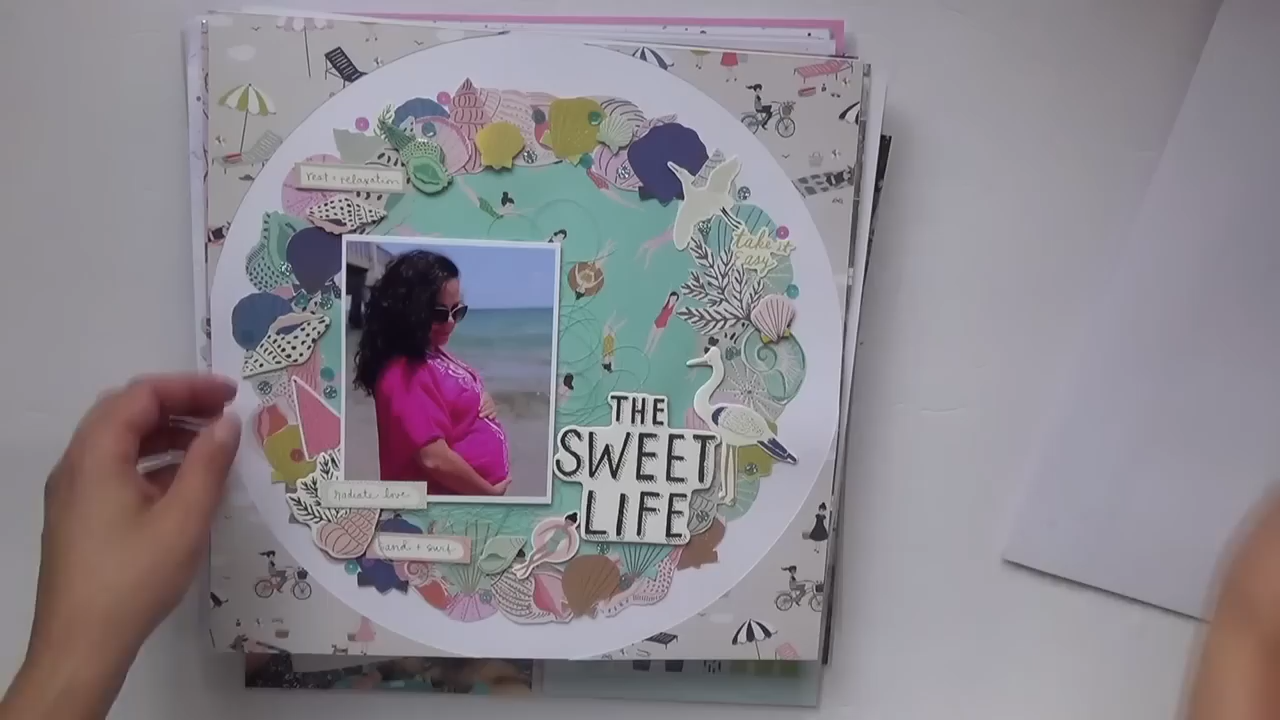 rest + relaxation
take it
easy
THE
SWEET
LIFE
radiate love
sand + surf